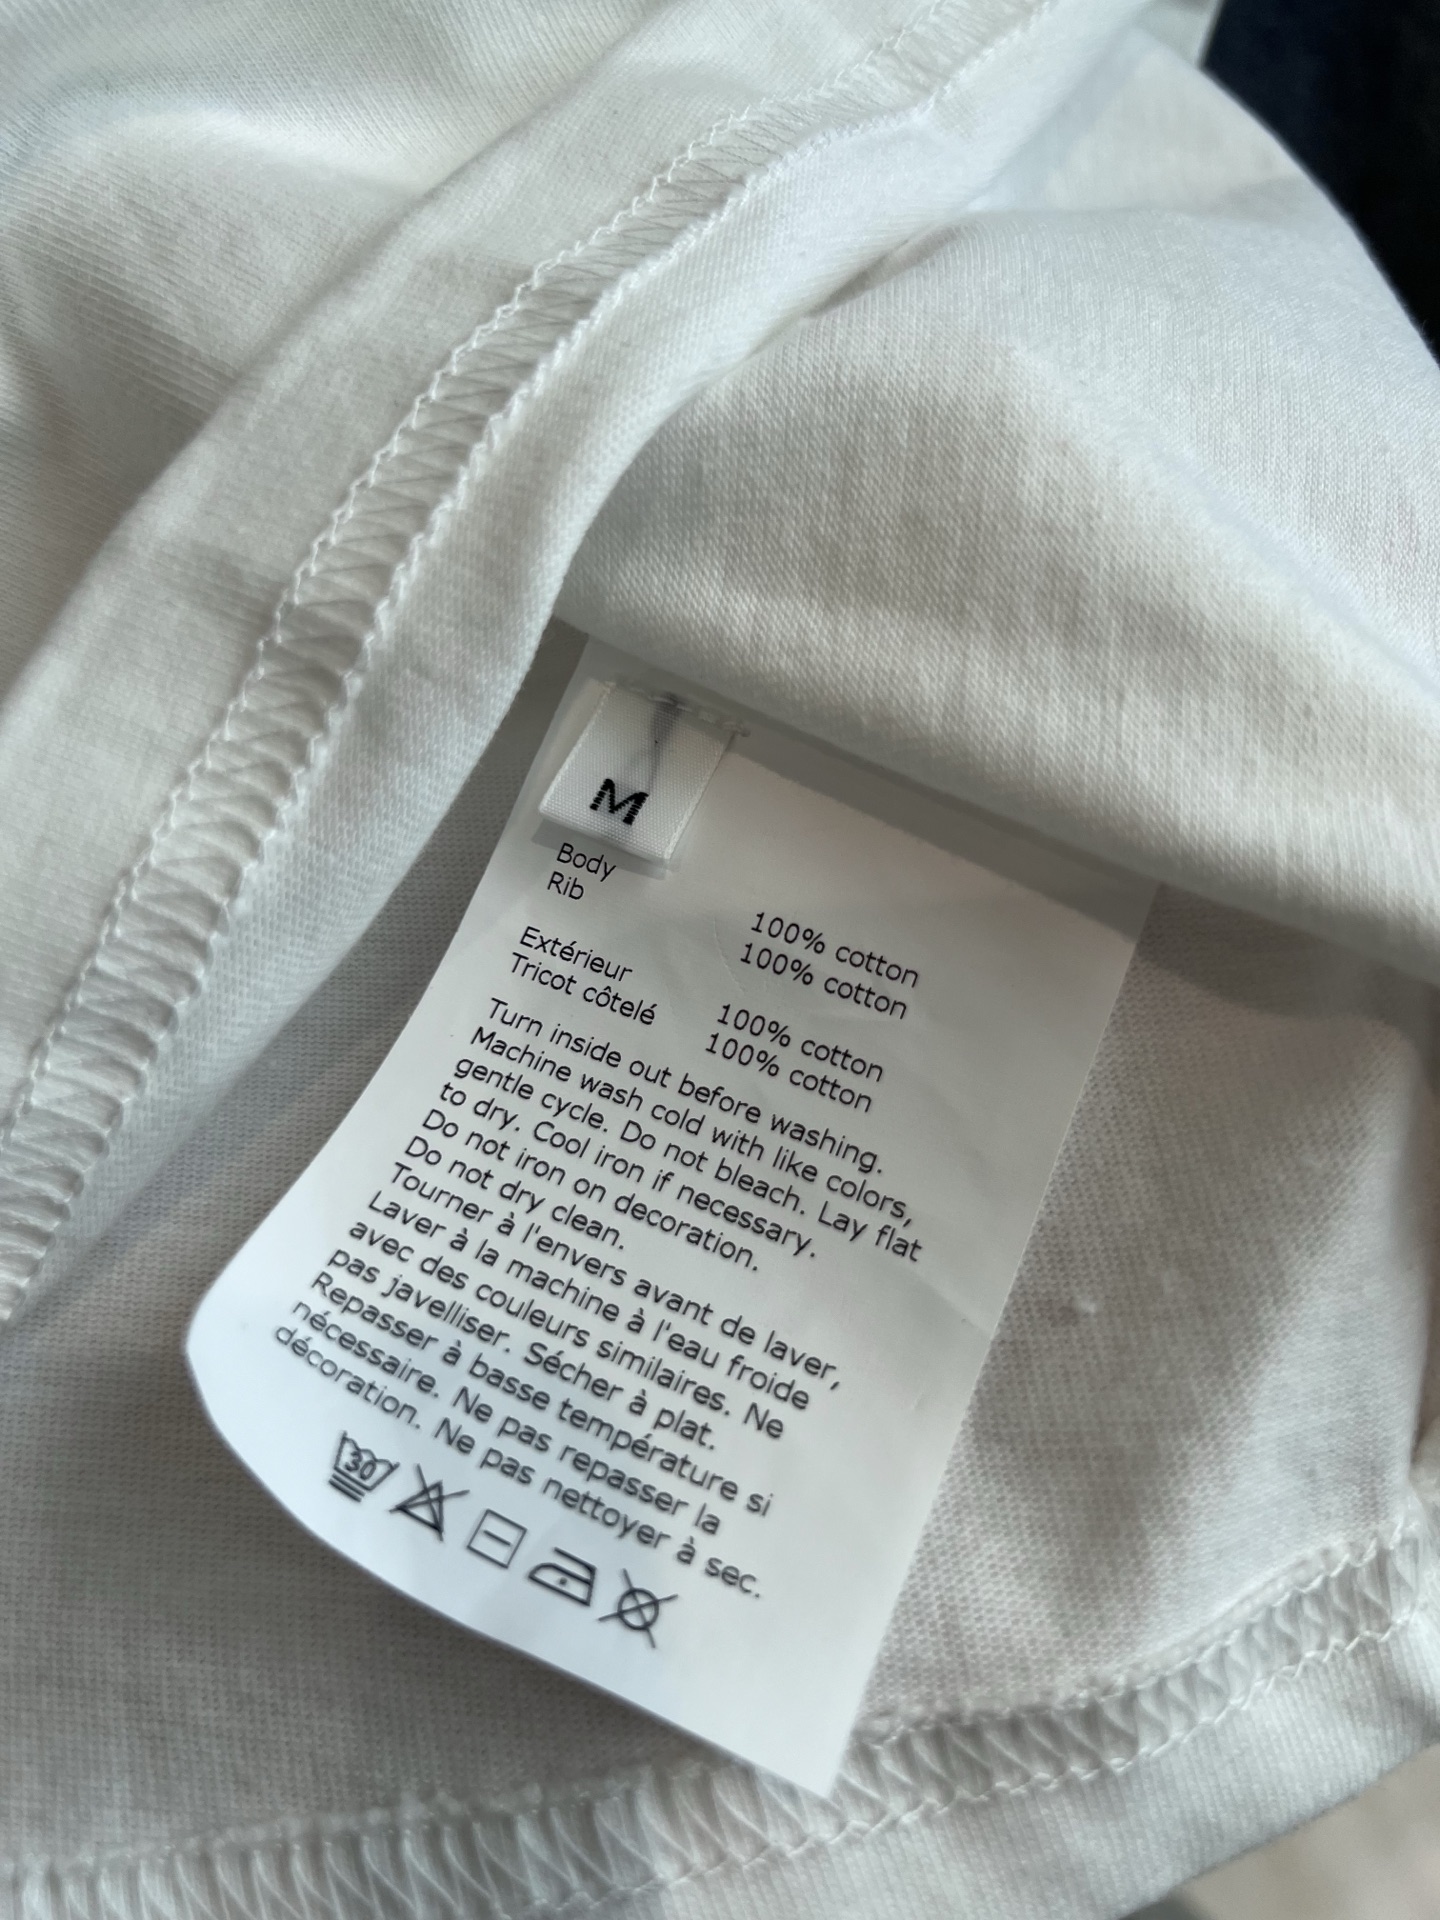 M
Body 100% cotton
Rib 100% cotton
Extérieur 100% cotton
Tricot côtelé 100% cotton
Turn inside out before washing.
Machine wash cold with like colors,
gentle cycle. Do not bleach. Lay flat
to dry. Cool iron if necessary.
Do not iron on decoration.
Do not dry clean.
Tourner à l'envers avant de laver,
Laver à la machine à l'eau froide
avec des couleurs similaires. Ne
pas javelliser. Sécher à plat.
Repasser à basse température si
nécessaire. Ne pas repasser la
décoration. Ne pas nettoyer à sec.
30